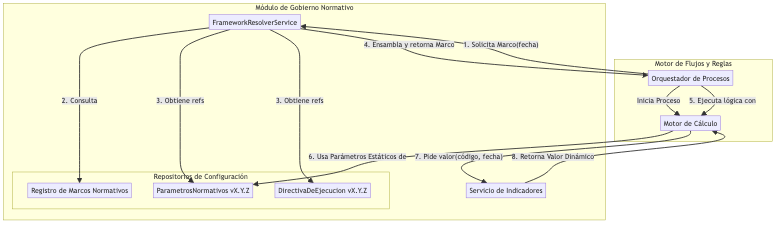 Módulo de Gobierno Normativo
FrameworkResolverService
4. Ensambla y retorna Marco
1. Solicita Marco(fecha)
Motor de Flujos y Reglas
Orquestador de Procesos
2. Consulta
3. Obtiene refs
3. Obtiene refs
Inicia Proceso
5. Ejecuta lógica con
Motor de Cálculo
6. Usa Parámetros Estáticos de
7. Pide valor(código, fecha)
8. Retorna Valor Dinámico
Repositorios de Configuración
Registro de Marcos Normativos
ParametrosNormativos vX.Y.Z
DirectivaDeEjecucion vX.Y.Z
Servicio de Indicadores